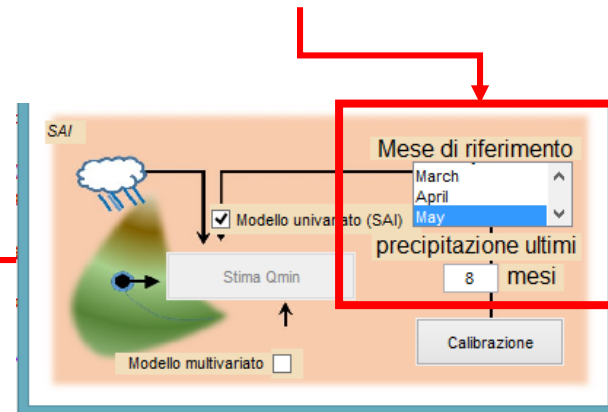 SAI
Mese di riferimento
March
April
May
Modello univariato (SAI)
precipitazione ultimi
8 mesi
Stima Qmin
Calibrazione
Modello multivariato